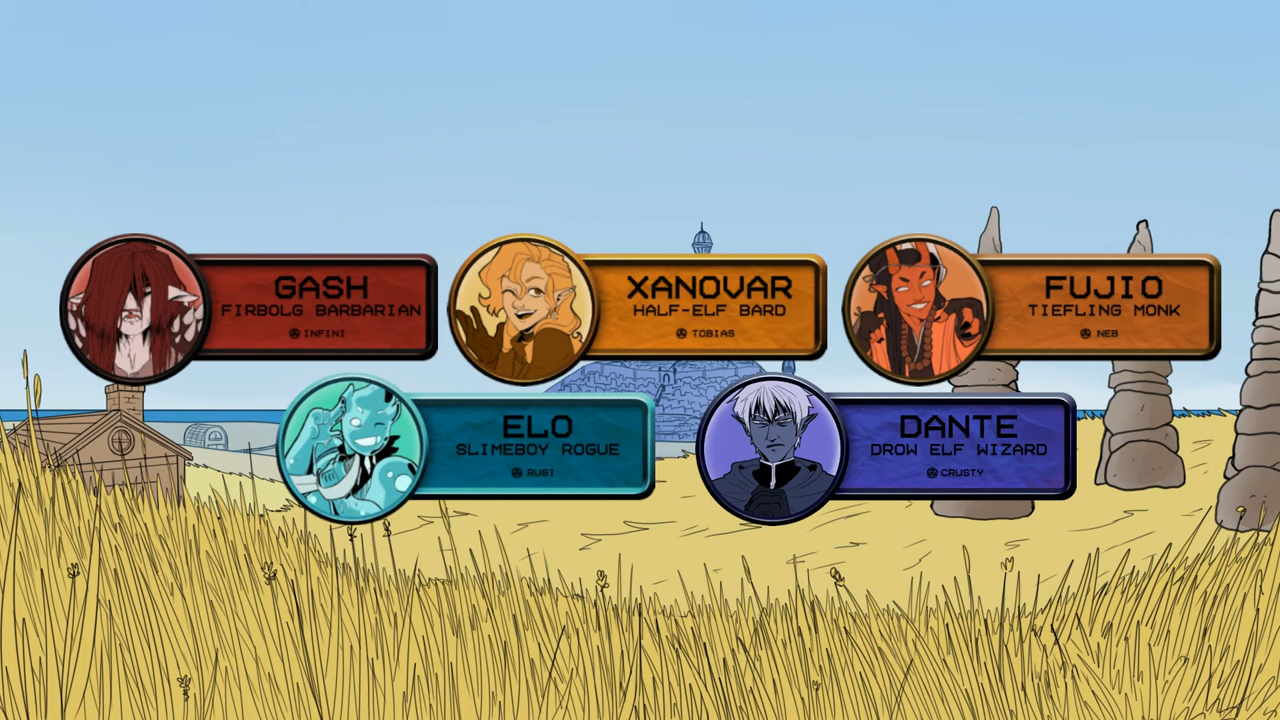 GASH
FIRBOLG BARBARIAN
INFINI
XANOVAR
HALF-ELF BARD
TOBIAS
FUJIO
TIEFLING MONK
NEB
ELO
SLIMEBOY ROGUE
RUGI
DANTE
DROW ELF WIZARD
CRUSTY